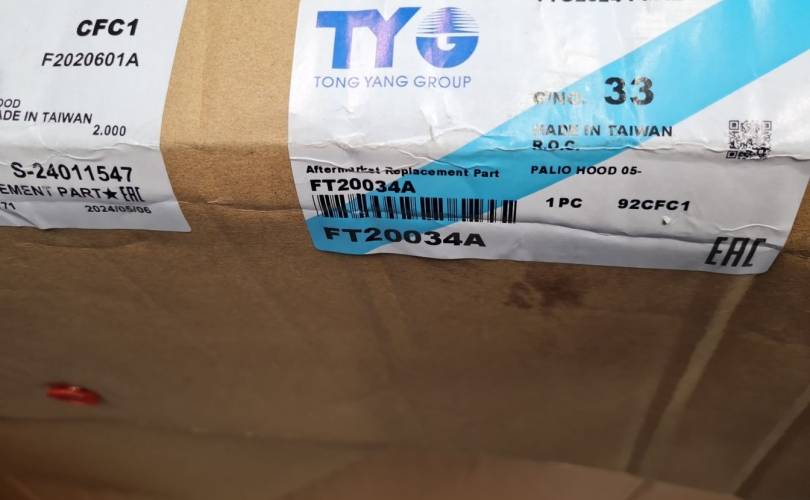 CFC1
F2020601A
OOD
ADE IN TAIWAN
2.000
S-24011547
EMENT PART★EAC
71
2024/05/06
TYG
TONG YANG GROUP
C/NO. 33
MADE IN TAIWAN
R.O.C.
Aftermarket Replacement Part
PALIO HOOD 05-
FT20034A
1 PC 92CFC1
FT20034A
EAC